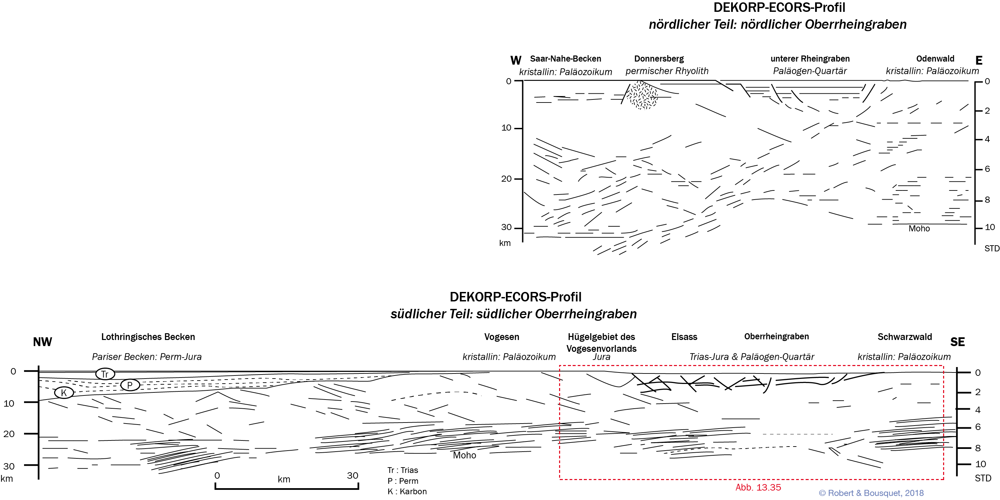 DEKORP-ECORS-Profil
nördlicher Teil: nördlicher Oberrheingraben
W Saar-Nahe-Becken Donnersberg unterer Rheingraben Odenwald E
kristallin: Paläozoikum permischer Rhyolith Paläogen-Quartär kristallin: Paläozoikum
0 0
2
10
4
6
20
8
30 Moho 10
km STD
DEKORP-ECORS-Profil
südlicher Teil: südlicher Oberrheingraben
NW Lothringisches Becken Vogesen Hügelgebiet des Elsass Oberrheingraben Schwarzwald SE
Vogesenvorlands
Pariser Becken: Perm-Jura kristallin: Paläozoikum Jura Trias-Jura & Paläogen-Quartär kristallin: Paläozoikum
0 Tr 0
P
K 2
10 4
20 6
8
Moho
30 10
km STD
0 km 30
Tr : Trias
P : Perm
K : Karbon
Abb. 13.35
© Robert & Bousquet, 2018